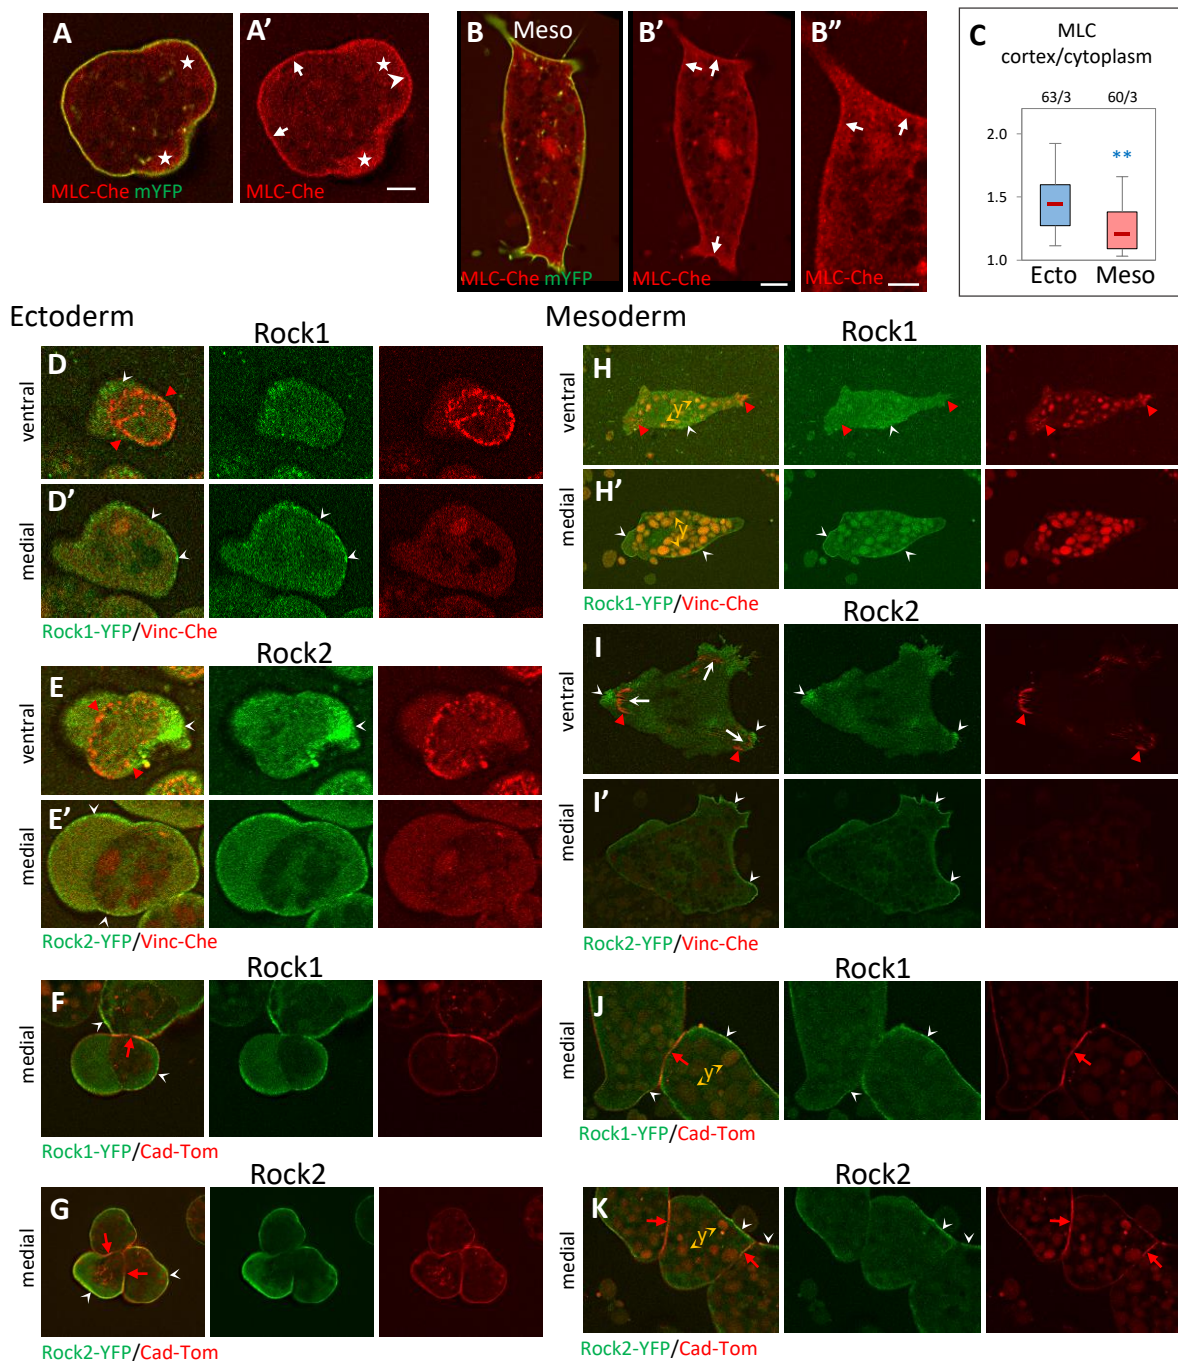 A
MLC-Che mYFP
A’
MLC-Che
B
Meso
MLC-Che mYFP
B’
MLC-Che
B”
MLC-Che
C
MLC
cortex/cytoplasm
63/3 60/3
2.0
**
1.5
1.0
Ecto Meso
Ectoderm
Rock1
ventral
D
medial
D’
Rock1-YFP/Vinc-Che
Rock2
ventral
E
medial
E’
Rock2-YFP/Vinc-Che
Rock1
medial
F
Rock1-YFP/Cad-Tom
Rock2
medial
G
Rock2-YFP/Cad-Tom
Mesoderm
Rock1
ventral
H
y
medial
H’
y
Rock1-YFP/Vinc-Che
Rock2
ventral
I
medial
I’
Rock2-YFP/Vinc-Che
Rock1
medial
J
y
Rock1-YFP/Cad-Tom
Rock2
medial
K
y
Rock2-YFP/Cad-Tom